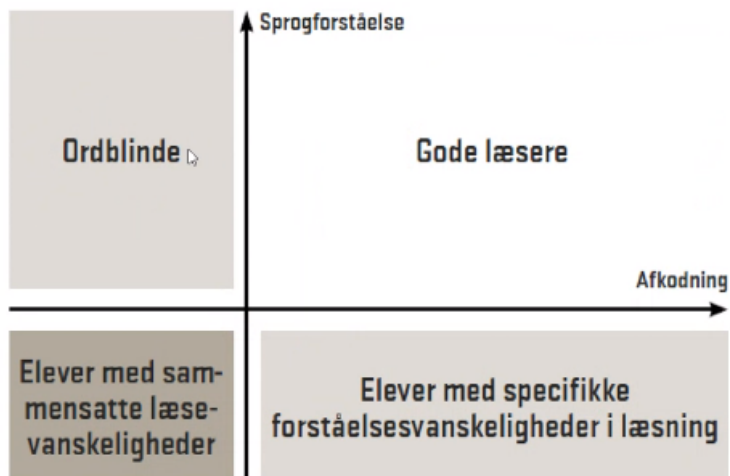 Sprogforståelse
Ordblinde
Gode læsere
Afkodning
Elever med sam-
mensatte læse-
vanskeligheder
Elever med specifikke
forståelsesvanskeligheder i læsning